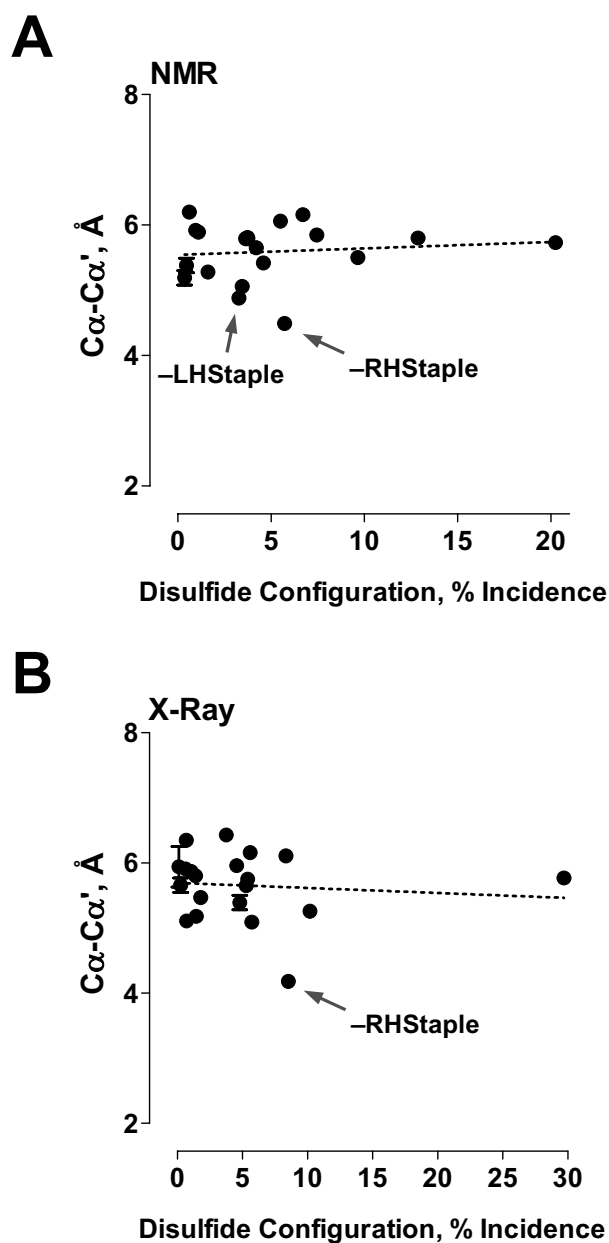 A
NMR
8
6
4
2
Cα-Cα', Å
–LHStaple
–RHStaple
0 5 10 15 20
Disulfide Configuration, % Incidence
B
X-Ray
8
6
4
2
Cα-Cα', Å
–RHStaple
0 5 10 15 20 25 30
Disulfide Configuration, % Incidence